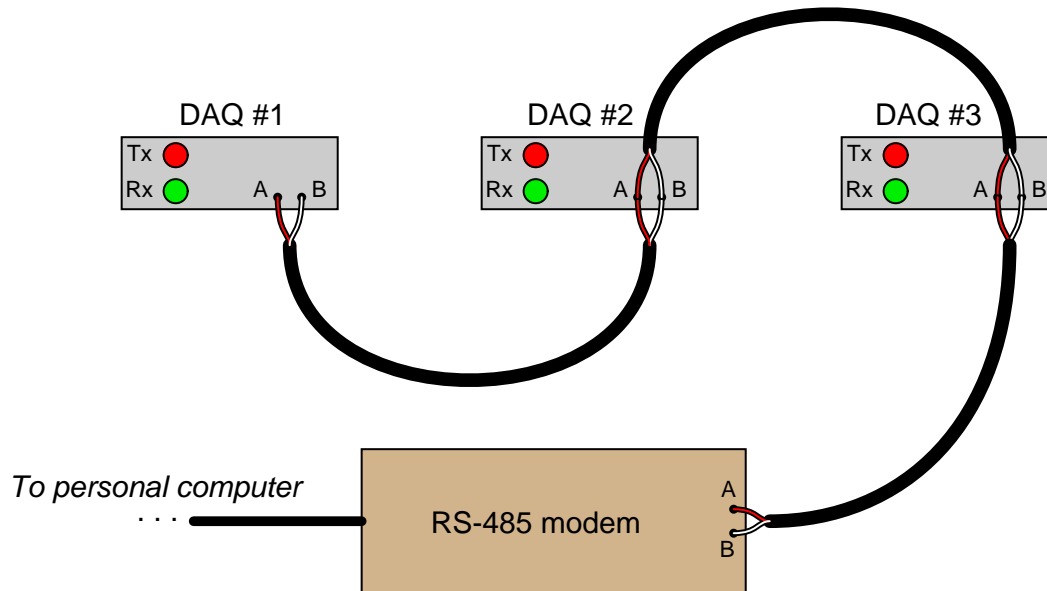 DAQ #1
DAQ #2
DAQ #3
Tx
Rx
A
B
Tx
Rx
A
B
Tx
Rx
A
B
To personal computer
. . .
RS-485 modem
A
B